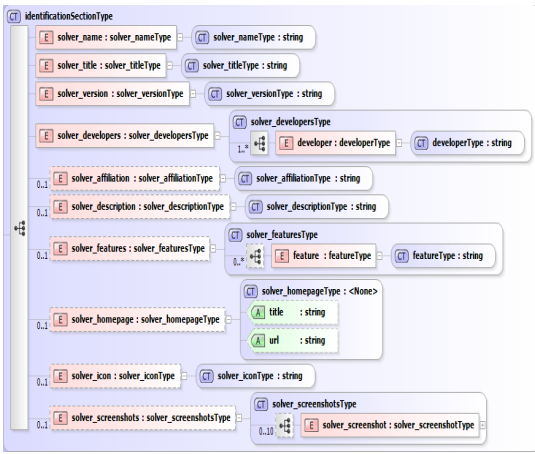 CT identificationSectionType
E solver_name : solver_nameType CT solver_nameType : string
E solver_title : solver_titleType CT solver_titleType : string
E solver_version : solver_versionType CT solver_versionType : string
CT solver_developersType
E solver_developers : solver_developersType 1..* E developer : developerType CT developerType : string
0..1 E solver_affiliation : solver_affiliationType CT solver_affiliationType : string
0..1 E solver_description : solver_descriptionType CT solver_descriptionType : string
CT solver_featuresType
0..1 E solver_features : solver_featuresType 0..* E feature : featureType CT featureType : string
CT solver_homepageType : <None>
A title : string
0..1 E solver_homepage : solver_homepageType
A url : string
0..1 E solver_icon : solver_iconType CT solver_iconType : string
CT solver_screenshotsType
0..1 E solver_screenshots : solver_screenshotsType 0..10 E solver_screenshot : solver_screenshotType